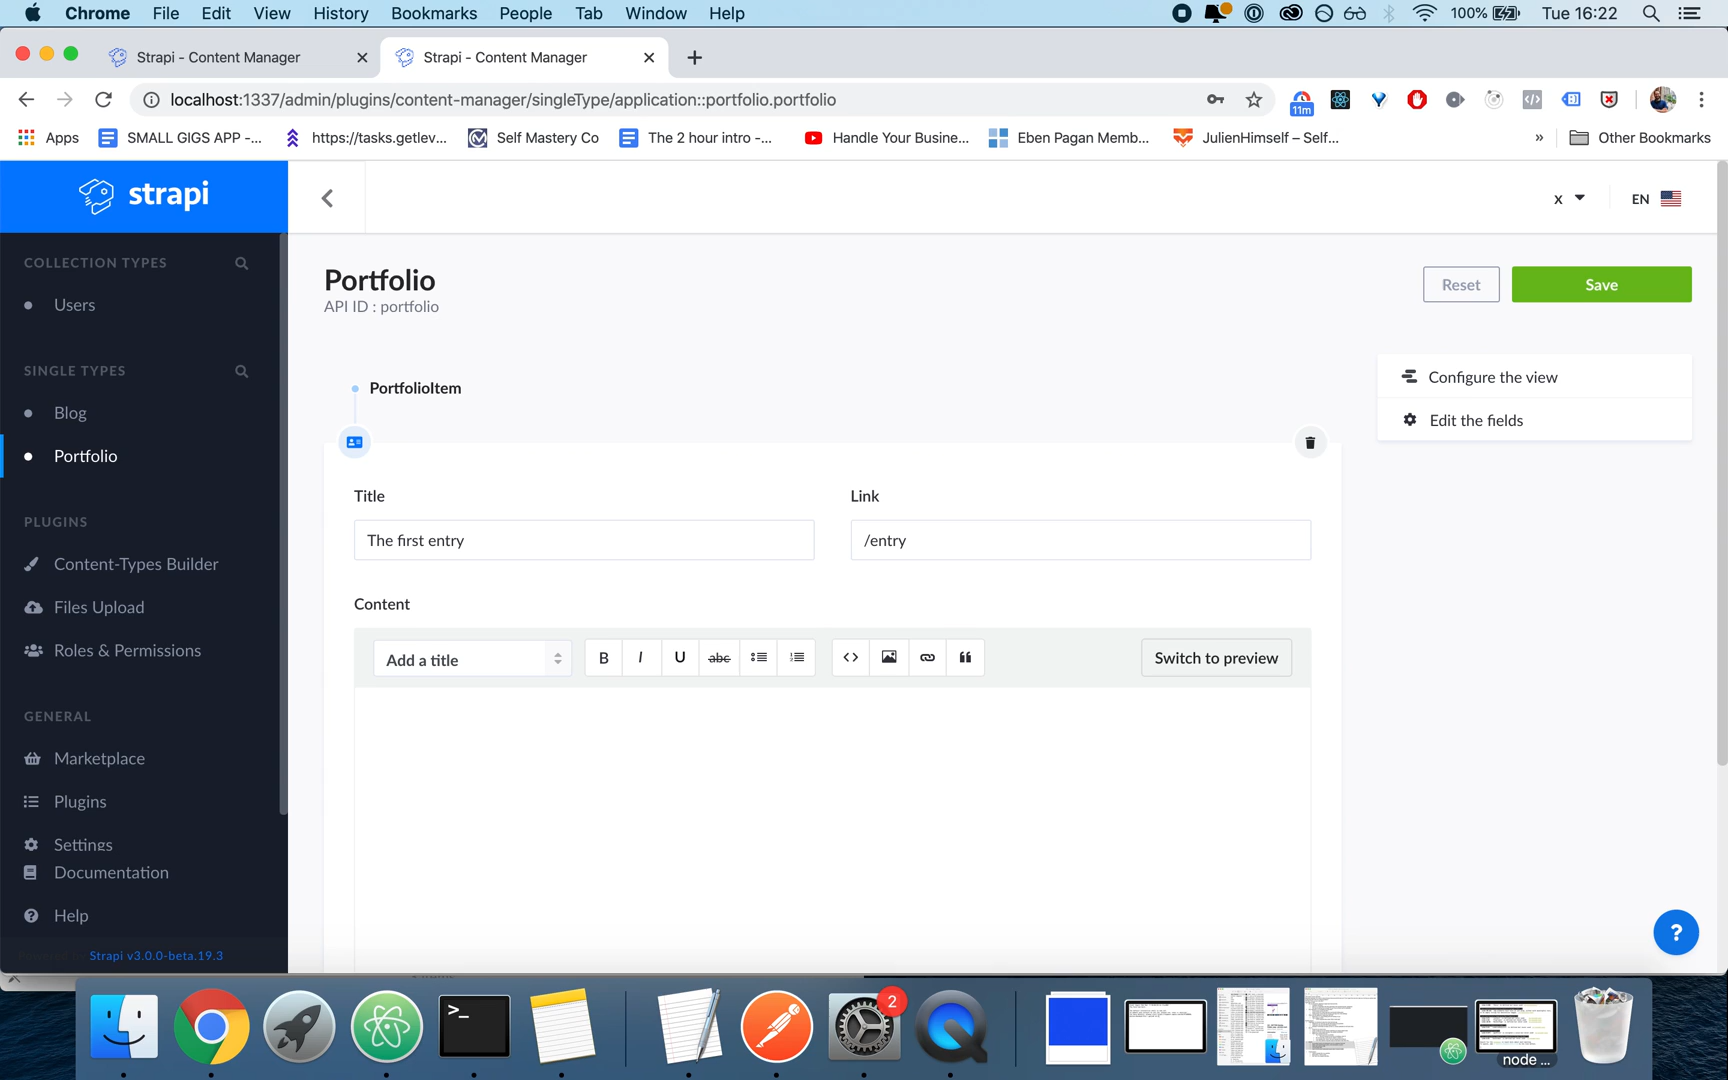 Chrome File Edit View History Bookmarks People Tab Window Help 100% Tue 16:22
Strapi - Content Manager Strapi - Content Manager
localhost:1337/admin/plugins/content-manager/singleType/application::portfolio.portfolio 11m
Apps SMALL GIGS APP -... https://tasks.getlev... Self Mastery Co The 2 hour intro -... Handle Your Busine... Eben Pagan Memb... JulienHimself – Self... » Other Bookmarks
strapi
x EN
COLLECTION TYPES
Users
SINGLE TYPES
Blog
Portfolio
PLUGINS
Content-Types Builder
Files Upload
Roles & Permissions
GENERAL
Marketplace
Plugins
Settings
Documentation
Help
Strapi v3.0.0-beta.19.3
Portfolio
API ID : portfolio
Reset Save
Configure the view
Edit the fields
PortfolioItem
Title Link
The first entry /entry
Content
Add a title B I U abc Switch to preview
?
2
node ...